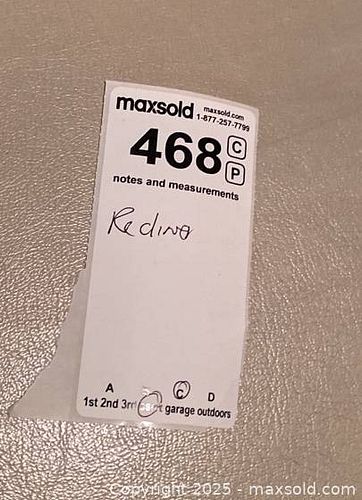 maxsold
maxsold.com
1-877-257-7799
468
C
P
notes and measurements
A C D
1st 2nd 3rd garage outdoors
Copyright © 2025 - maxsold.com